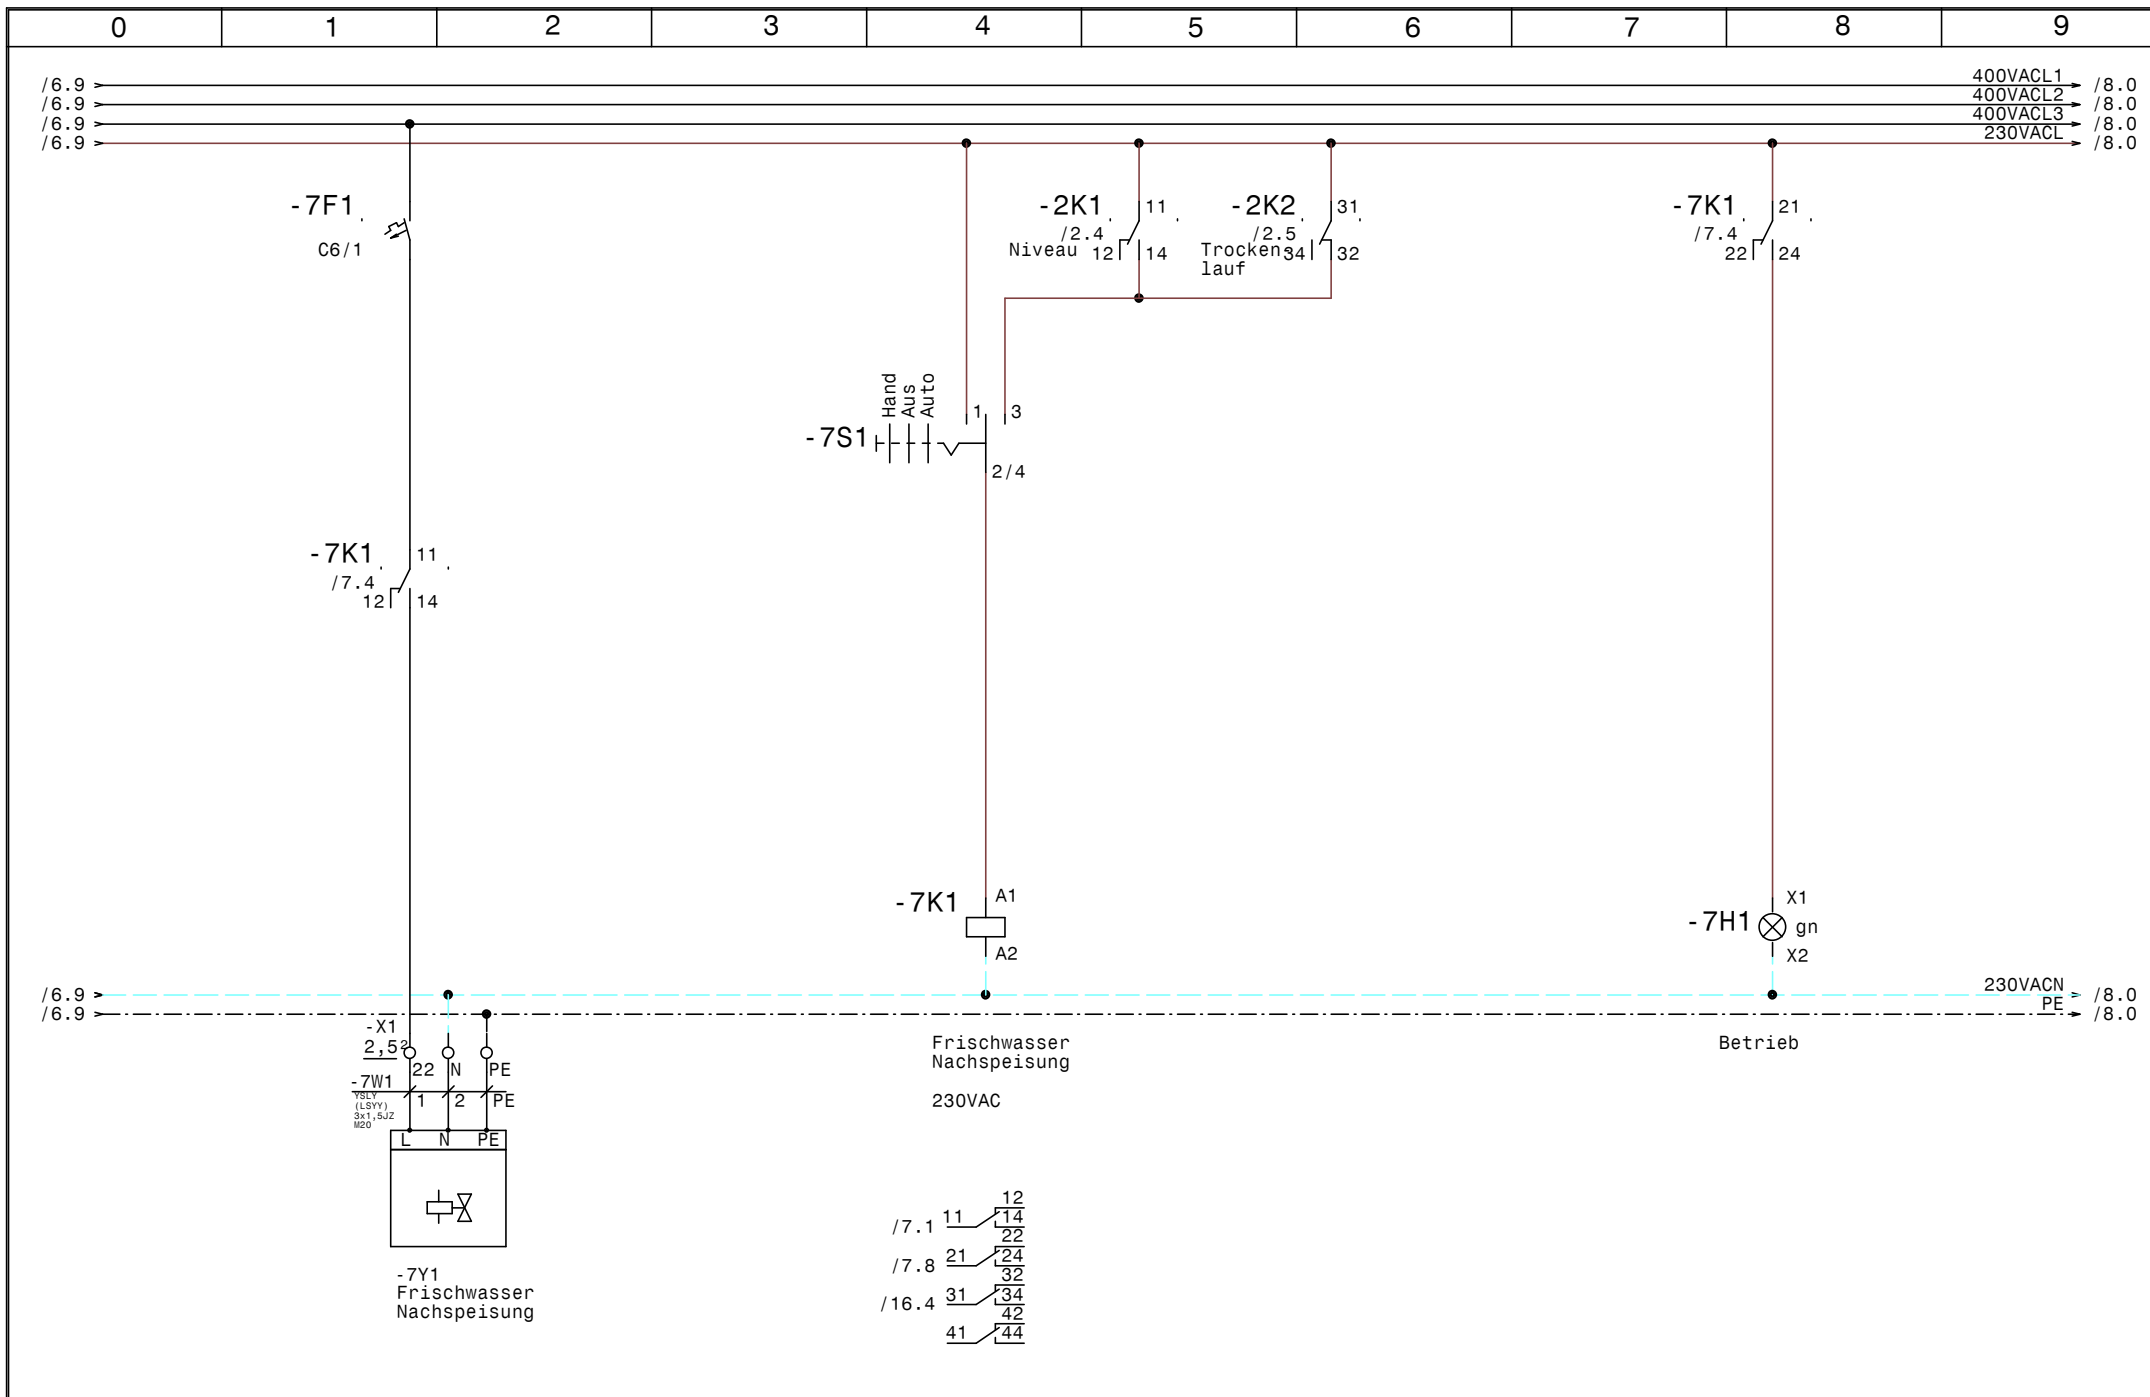 0 1 2 3 4 5 6 7 8 9
/6.9 400VACL1 /8.0
/6.9 400VACL2 /8.0
/6.9 400VACL3 /8.0
/6.9 230VACL /8.0
-7F1
C6/1
-2K1 11
/2.4
Niveau 12 14
-2K2 31
/2.5
Trocken- 34 32
lauf
-7K1 21
/7.4
22 24
Hand
Aus
Auto
1 3
-7S1
2/4
-7K1 11
/7.4
12 14
-7K1 A1
A2
X1
-7H1 gn
X2
/6.9 230VACN /8.0
/6.9 PE /8.0
-X1
2,5²
22 N PE
-7W1
YSLY
(LSYY)
3x1,5JZ
M20
1 2 PE
L N PE
-7Y1
Frischwasser
Nachspeisung
Frischwasser
Nachspeisung
230VAC
Betrieb
12
/7.1 11 14
22
/7.8 21 24
32
/16.4 31 34
42
41 44